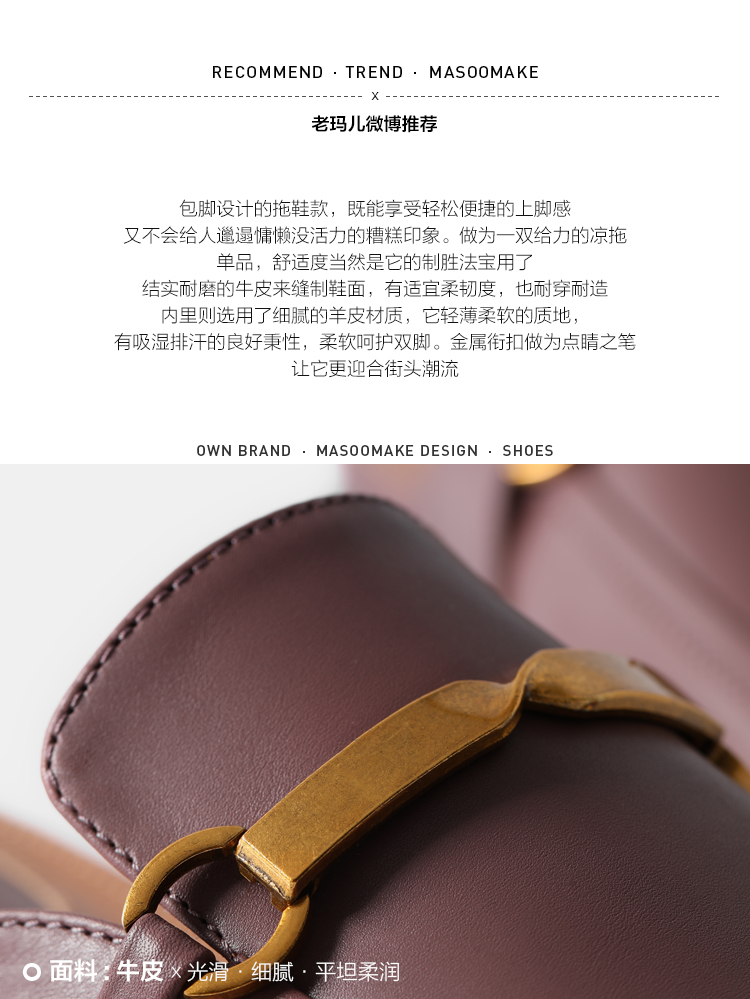 RECOMMEND · TREND · MASOOMAKE
x
老玛儿微博推荐
包脚设计的拖鞋款，既能享受轻松便捷的上脚感
又不会给人邋遢慵懒没活力的糟糕印象。做为一双给力的凉拖
单品，舒适度当然是它的制胜法宝用了
结实耐磨的牛皮来缝制鞋面，有适宜柔韧度，也耐穿耐造
内里则选用了细腻的羊皮材质，它轻薄柔软的质地，
有吸湿排汗的良好秉性，柔软呵护双脚。金属衔扣做为点睛之笔
让它更迎合街头潮流
OWN BRAND · MASOOMAKE DESIGN · SHOES
面料 : 牛皮 x 光滑 · 细腻 · 平坦柔润